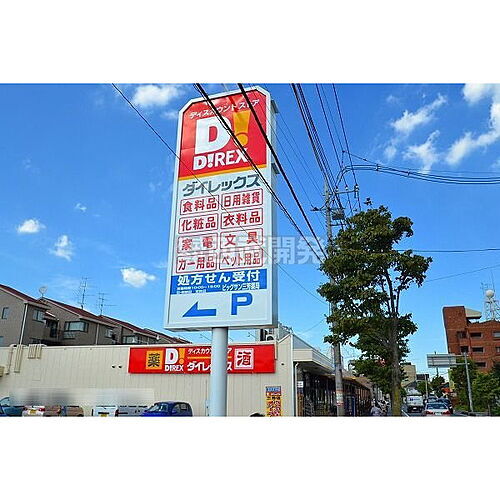 ディスカウントストア
D!
D!REX
ダイレックス
食料品 日用雑貨
化粧品 衣料品
家電 文具
カー用品 ペット用品
処方せん受付
P
薬 D! DIREX ダイレックス 酒